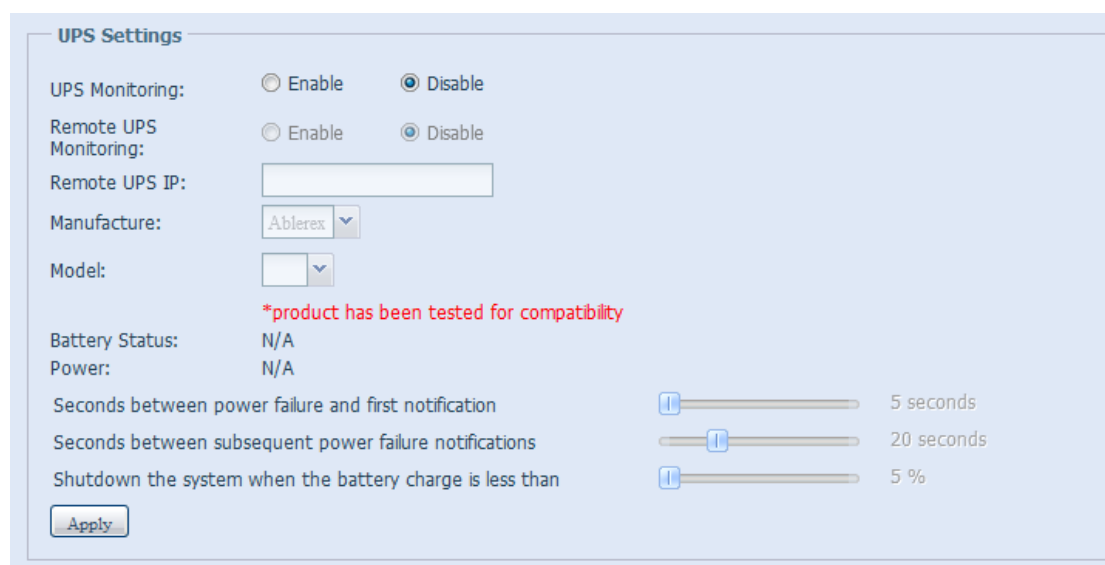 UPS Settings
UPS Monitoring: Enable Disable
Remote UPS
Monitoring: Enable Disable
Remote UPS IP:
Manufacture: Ablerex
Model:
*product has been tested for compatibility
Battery Status: N/A
Power: N/A
Seconds between power failure and first notification 5 seconds
Seconds between subsequent power failure notifications 20 seconds
Shutdown the system when the battery charge is less than 5 %
Apply